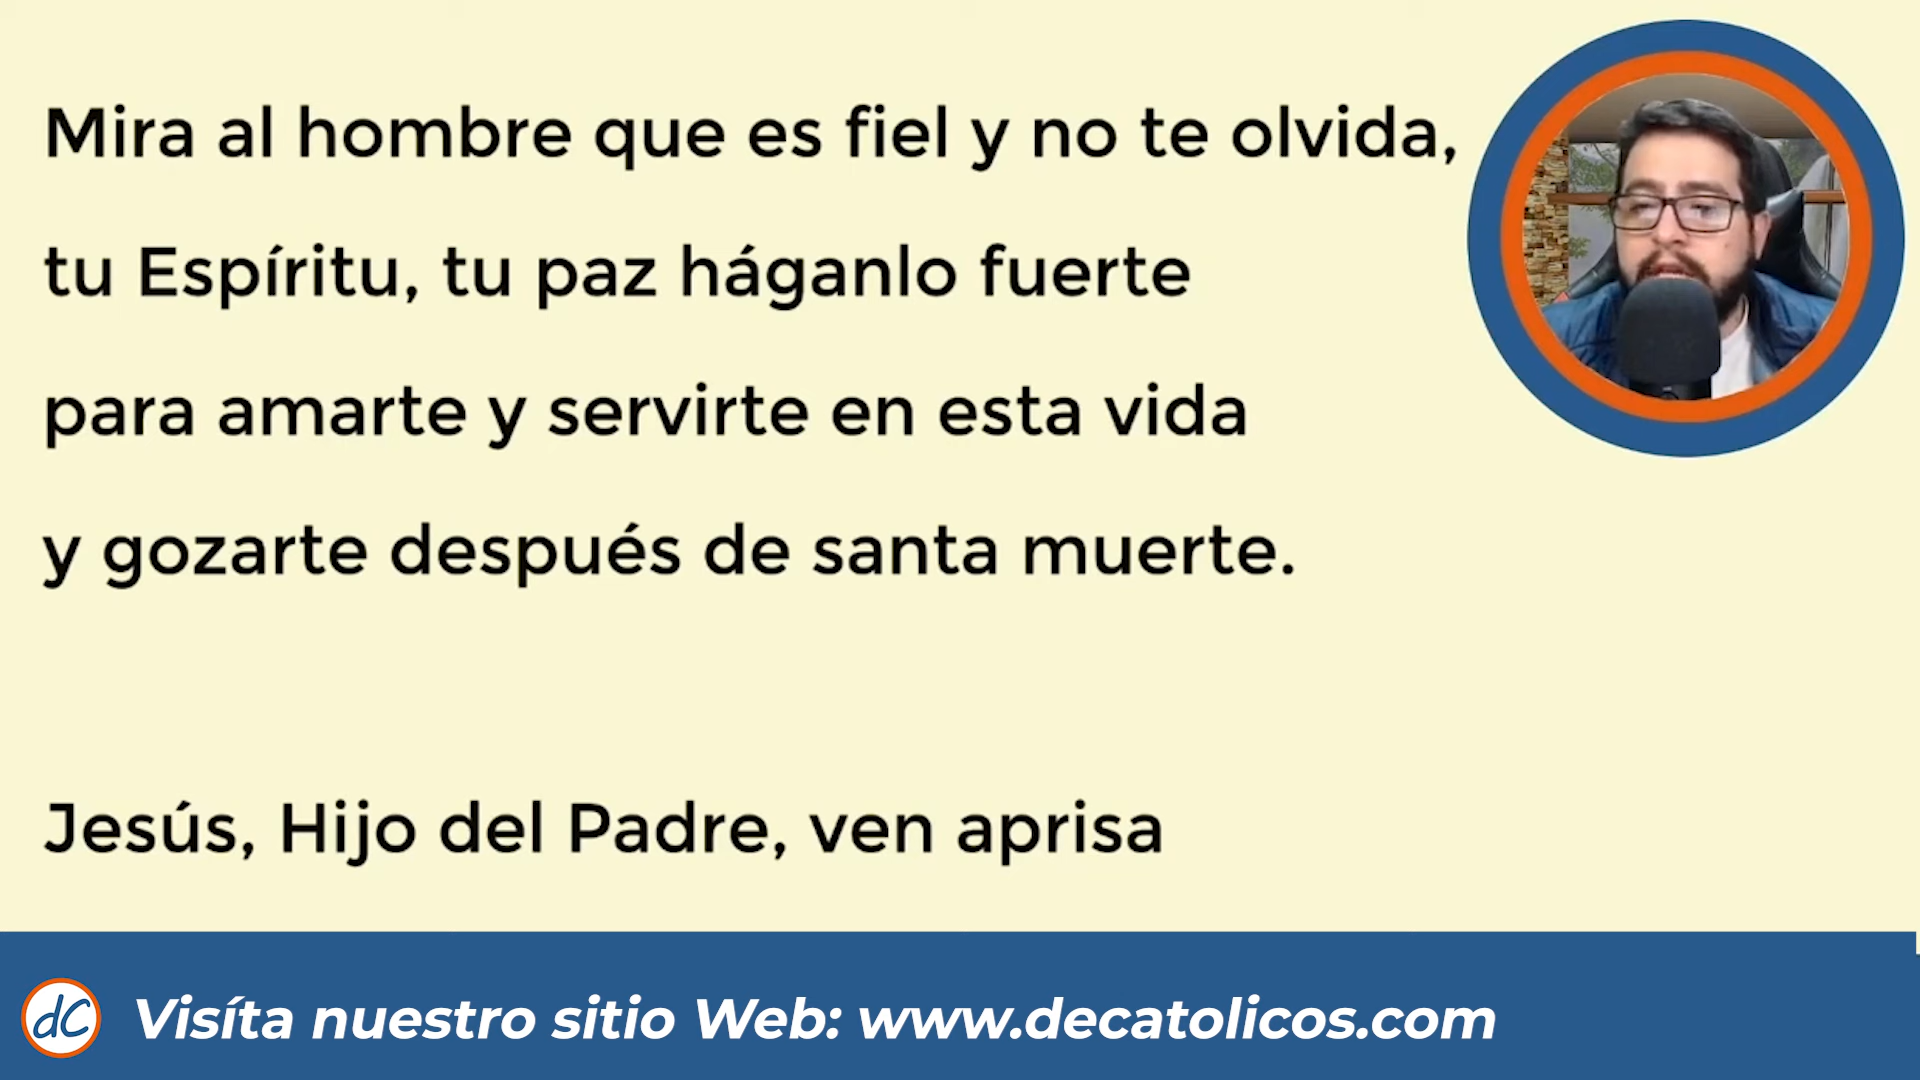 Mira al hombre que es fiel y no te olvida,
tu Espíritu, tu paz háganlo fuerte
para amarte y servirte en esta vida
y gozarte después de santa muerte.
Jesús, Hijo del Padre, ven aprisa
dC Visíta nuestro sitio Web: www.decatolicos.com